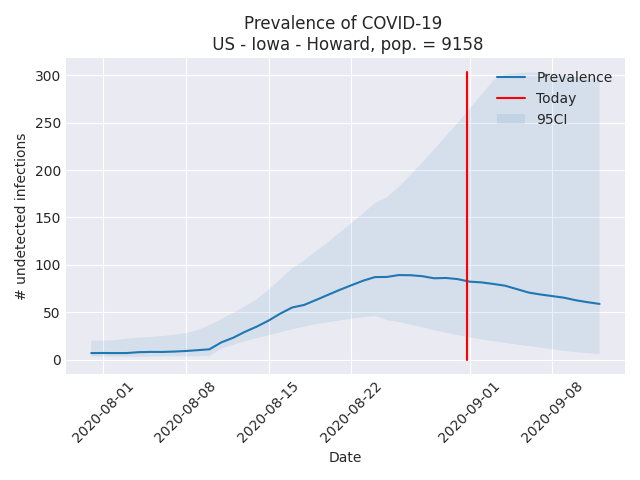 Prevalence of COVID-19
US - Iowa - Howard, pop. = 9158
Prevalence
Today
95CI
# undetected infections
300
250
200
150
100
50
0
2020-08-01
2020-08-08
2020-08-15
2020-08-22
2020-09-01
2020-09-08
Date